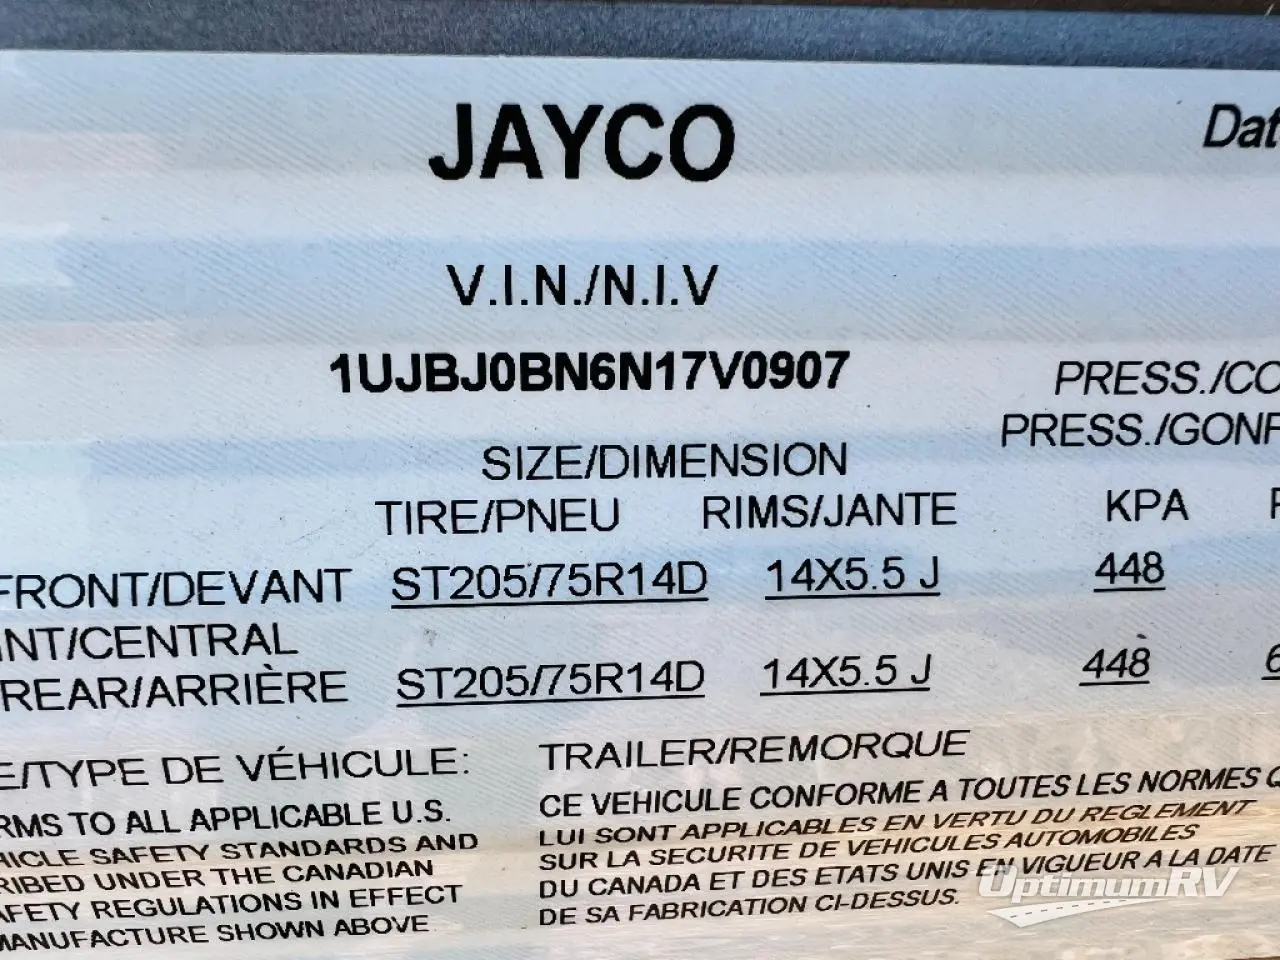 JAYCO
Dat
V.I.N./N.I.V
1UJBJ0BN6N17V0907
PRESS./CO
PRESS./GONF
SIZE/DIMENSION
TIRE/PNEU RIMS/JANTE KPA
FRONT/DEVANT ST205/75R14D 14X5.5 J 448
INT/CENTRAL
REAR/ARRIÈRE ST205/75R14D 14X5.5 J 448 6
E/TYPE DE VÉHICULE: TRAILER/REMORQUE
RMS TO ALL APPLICABLE U.S.
HICLE SAFETY STANDARDS AND
RIBED UNDER THE CANADIAN
AFETY REGULATIONS IN EFFECT
MANUFACTURE SHOWN ABOVE
CE VEHICULE CONFORME A TOUTES LES NORMES Q
LUI SONT APPLICABLES EN VERTU DU REGLEMENT
SUR LA SECURITE DE VEHICULES AUTOMOBILES
DU CANADA ET DES ETATS UNIS EN VIGUEUR A LA DATE
DE SA FABRICATION CI-DESSUS.
OptimumRV